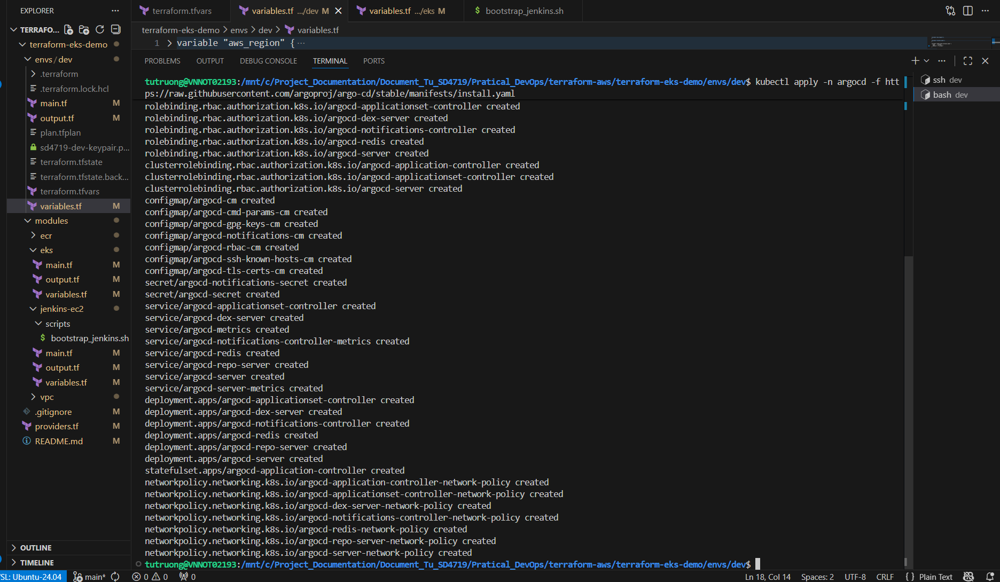 EXPLORER
TERRAFO...
terraform-eks-demo
envs / dev
.terraform
.terraform.lock.hcl
main.tf M
output.tf M
plan.tfplan
sd4719-dev-keypair.p...
terraform.tfstate
terraform.tfstate.back...
terraform.tfvars
variables.tf M
modules
ecr
eks
main.tf M
output.tf M
variables.tf M
jenkins-ec2
scripts
bootstrap_jenkins.sh
main.tf M
output.tf M
variables.tf M
vpc
.gitignore M
providers.tf M
README.md M
OUTLINE
TIMELINE
terraform.tfvars
variables.tf .../dev M
variables.tf .../eks M
bootstrap_jenkins.sh
terraform-eks-demo > envs > dev > variables.tf
1 > variable "aws_region" { ...
PROBLEMS OUTPUT DEBUG CONSOLE TERMINAL PORTS
tutruong@VNNOT02193:/mnt/c/Project_Documentation/Document_Tu_SD4719/Pratical_DevOps/terraform-aws/terraform-eks-demo/envs/dev$ kubectl apply -n argocd -f htt
ps://raw.githubusercontent.com/argoproj/argo-cd/stable/manifests/install.yaml
rolebinding.rbac.authorization.k8s.io/argocd-applicationset-controller created
rolebinding.rbac.authorization.k8s.io/argocd-dex-server created
rolebinding.rbac.authorization.k8s.io/argocd-notifications-controller created
rolebinding.rbac.authorization.k8s.io/argocd-redis created
rolebinding.rbac.authorization.k8s.io/argocd-server created
clusterrolebinding.rbac.authorization.k8s.io/argocd-application-controller created
clusterrolebinding.rbac.authorization.k8s.io/argocd-applicationset-controller created
clusterrolebinding.rbac.authorization.k8s.io/argocd-server created
configmap/argocd-cm created
configmap/argocd-cmd-params-cm created
configmap/argocd-gpg-keys-cm created
configmap/argocd-notifications-cm created
configmap/argocd-rbac-cm created
configmap/argocd-ssh-known-hosts-cm created
configmap/argocd-tls-certs-cm created
secret/argocd-notifications-secret created
secret/argocd-secret created
service/argocd-applicationset-controller created
service/argocd-dex-server created
service/argocd-metrics created
service/argocd-notifications-controller-metrics created
service/argocd-redis created
service/argocd-repo-server created
service/argocd-server created
service/argocd-server-metrics created
deployment.apps/argocd-applicationset-controller created
deployment.apps/argocd-dex-server created
deployment.apps/argocd-notifications-controller created
deployment.apps/argocd-redis created
deployment.apps/argocd-repo-server created
deployment.apps/argocd-server created
statefulset.apps/argocd-application-controller created
networkpolicy.networking.k8s.io/argocd-application-controller-network-policy created
networkpolicy.networking.k8s.io/argocd-applicationset-controller-network-policy created
networkpolicy.networking.k8s.io/argocd-dex-server-network-policy created
networkpolicy.networking.k8s.io/argocd-notifications-controller-network-policy created
networkpolicy.networking.k8s.io/argocd-redis-network-policy created
networkpolicy.networking.k8s.io/argocd-repo-server-network-policy created
networkpolicy.networking.k8s.io/argocd-server-network-policy created
tutruong@VNNOT02193:/mnt/c/Project_Documentation/Document_Tu_SD4719/Pratical_DevOps/terraform-aws/terraform-eks-demo/envs/dev$
ssh dev
bash dev
SL: Ubuntu-24.04 main* 0 0 0 Ln 18, Col 14 Spaces: 2 UTF-8 CRLF { } Plain Text